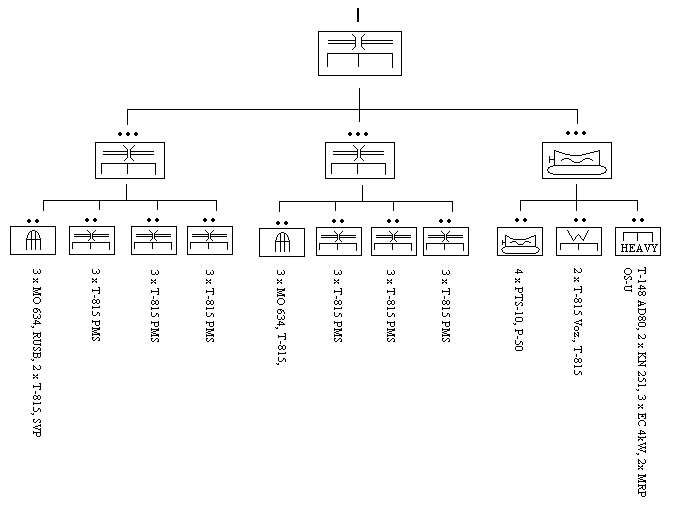 HEAVY
3 x MO 634, RUSB, 2 x T-815, SVP
3 x T-815 PMS
3 x T-815 PMS
3 x T-815 PMS
3 x MO 634, T-815,
3 x T-815 PMS
3 x T-815 PMS
3 x T-815 PMS
4 x PTS-10, P-50
2 x T-815 Voz., T-815
T-148 AD80, 2 x KN 251, 3 x EC 4kW, 2x MRP
OS-U